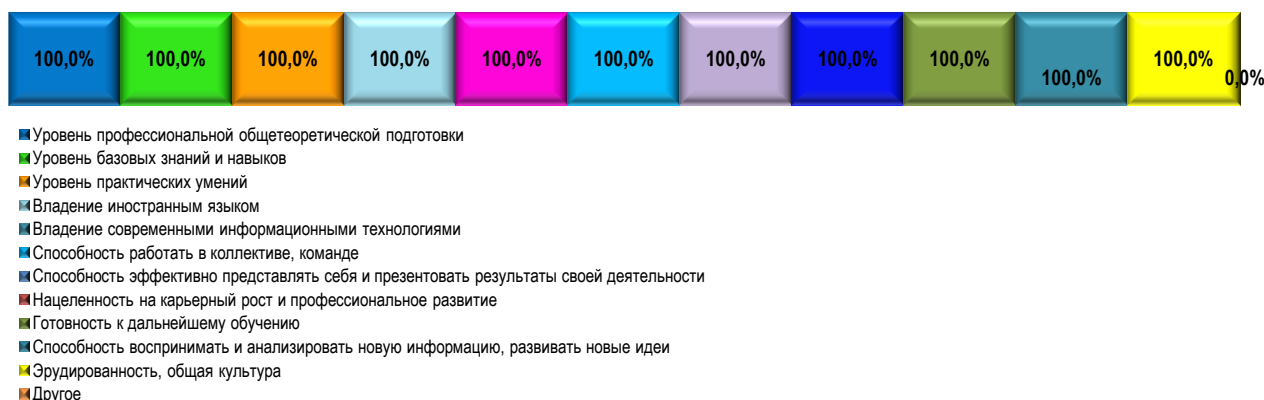 100,0% 100,0% 100,0% 100,0% 100,0% 100,0% 100,0% 100,0% 100,0% 100,0% 100,0% 0,0%
Уровень профессиональной общетеоретической подготовки
Уровень базовых знаний и навыков
Уровень практических умений
Владение иностранным языком
Владение современными информационными технологиями
Способность работать в коллективе, команде
Способность эффективно представлять себя и презентовать результаты своей деятельности
Нацеленность на карьерный рост и профессиональное развитие
Готовность к дальнейшему обучению
Способность воспринимать и анализировать новую информацию, развивать новые идеи
Эрудированность, общая культура
Другое